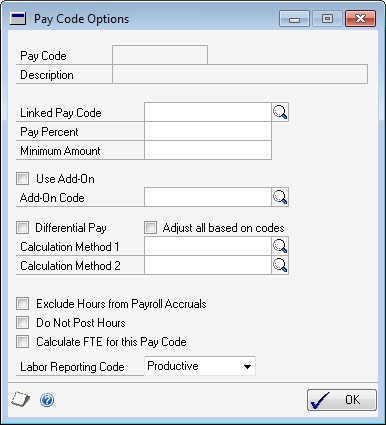 Pay Code Options
Pay Code
Description
Linked Pay Code
Pay Percent
Minimum Amount
Use Add-On
Add-On Code
Differential Pay Adjust all based on codes
Calculation Method 1
Calculation Method 2
Exclude Hours from Payroll Accruals
Do Not Post Hours
Calculate FTE for this Pay Code
Labor Reporting Code Productive
OK